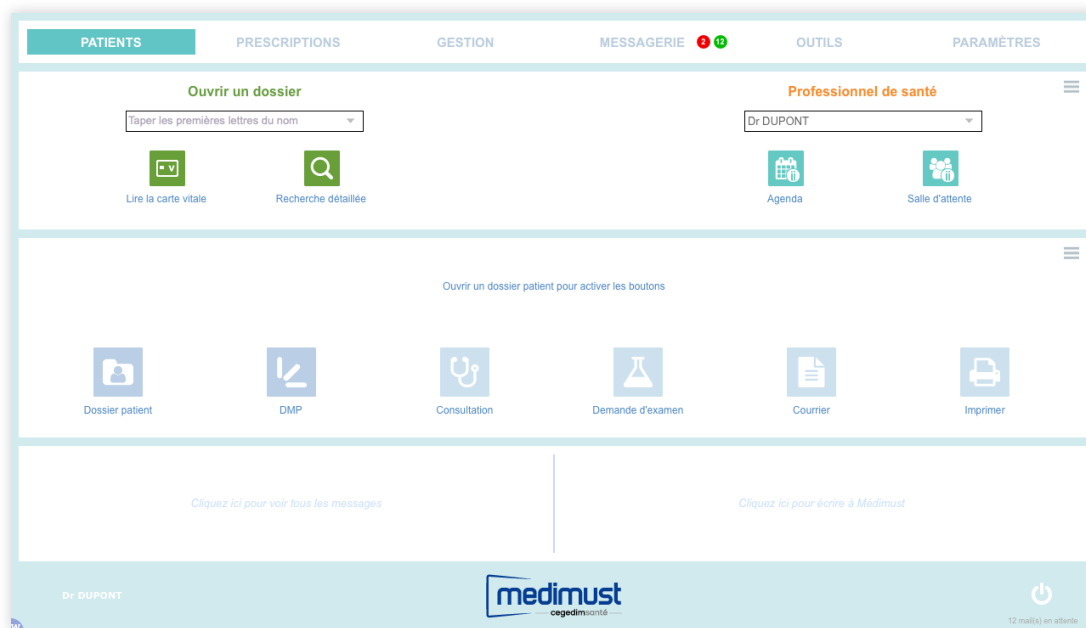 PATIENTS PRESCRIPTIONS GESTION MESSAGERIE 2 12 OUTILS PARAMÈTRES
Ouvrir un dossier Professionnel de santé
Taper les premières lettres du nom Dr DUPONT
V
Lire la carte vitale Recherche détaillée Agenda Salle d'attente
Ouvrir un dossier patient pour activer les boutons
Dossier patient DMP Consultation Demande d'examen Courrier Imprimer
Cliquez ici pour voir tous les messages Cliquez ici pour écrire à Médimust
Dr DUPONT medimust
cegedimsanté
12 mail(s) en attente